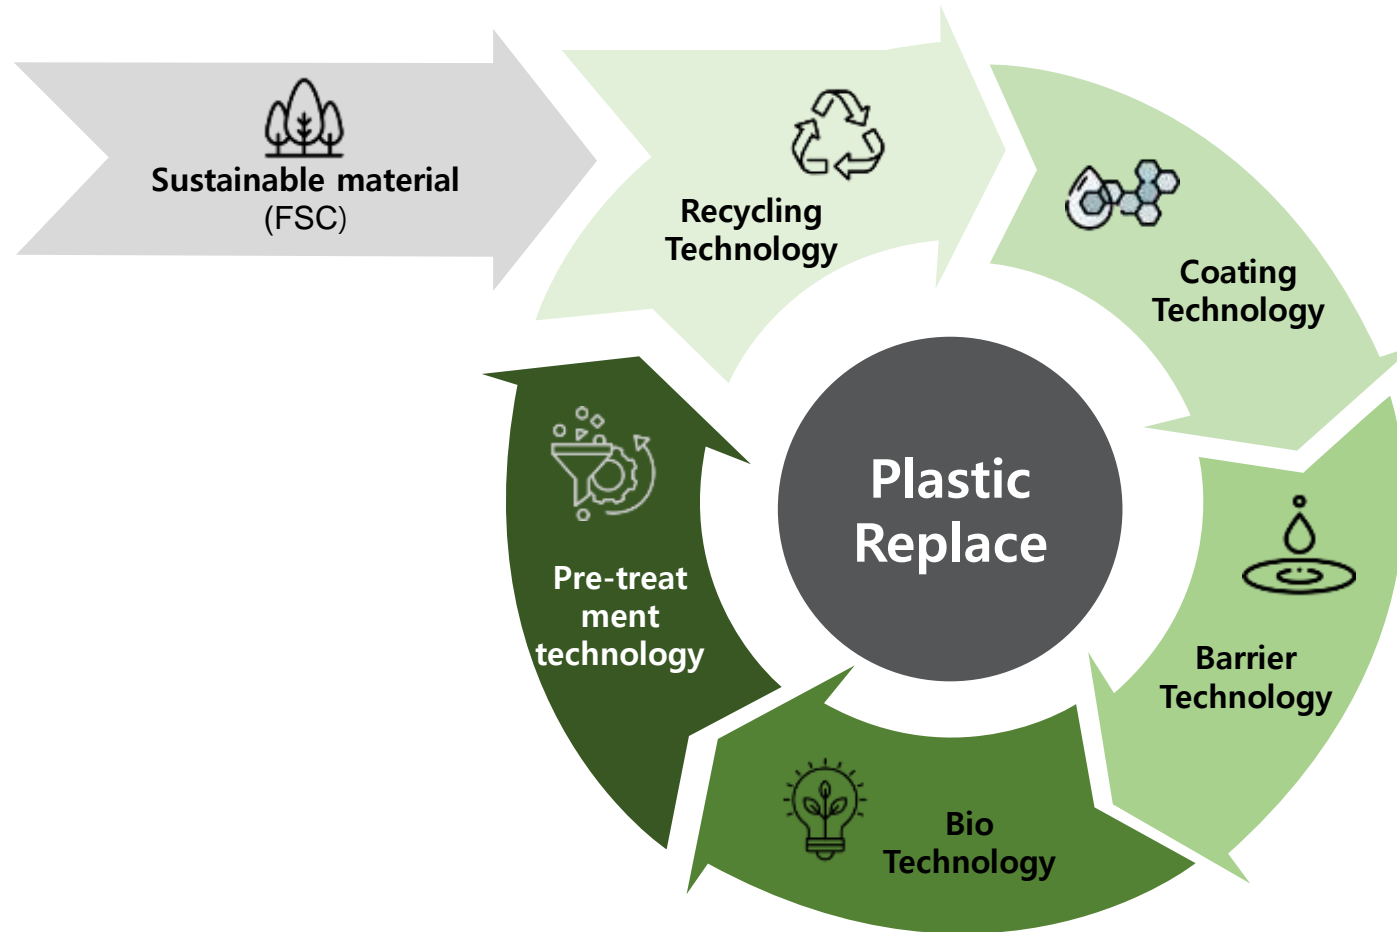 Sustainable material
(FSC)
Recycling
Technology
Coating
Technology
Plastic
Replace
Barrier
Technology
Bio
Technology
Pre-treat
ment
technology